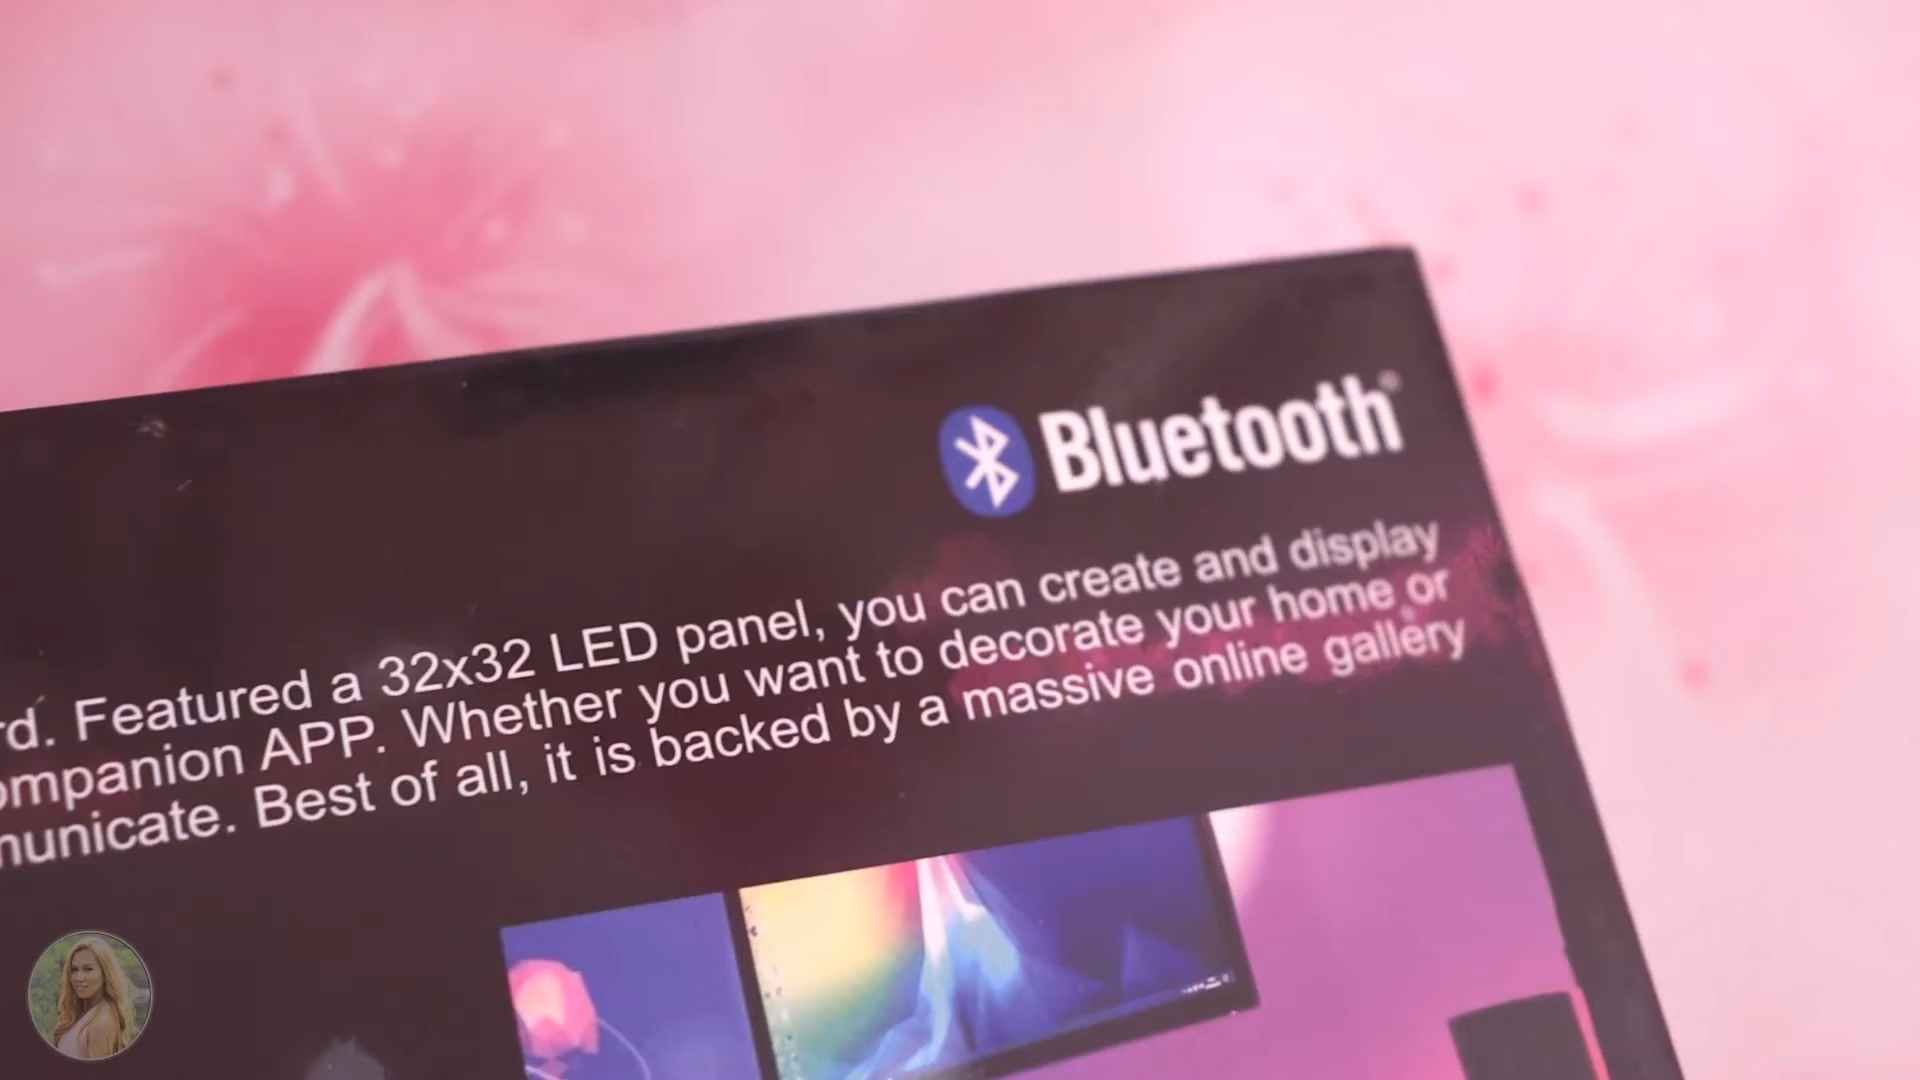 Bluetooth®
rd. Featured a 32x32 LED panel, you can create and display
ompanion APP. Whether you want to decorate your home or
municate. Best of all, it is backed by a massive online gallery